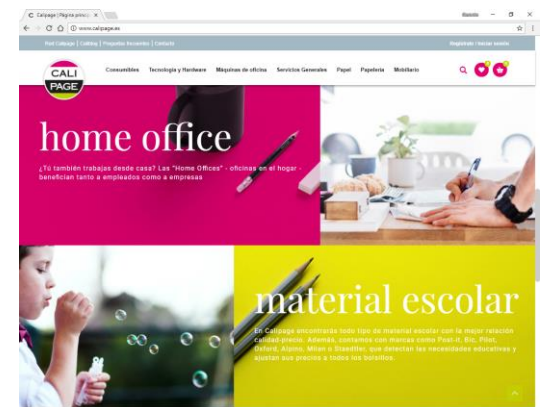 Calipage | Página princi
www.calipage.es
Red Calipage | Caliblog | Preguntas frecuentes | Contacto
Regístrate / Iniciar sesión
CALI
PAGE
Consumibles Tecnología y Hardware Máquinas de oficina Servicios Generales Papel Papelería Mobiliario
home office
¿Tú también trabajas desde casa? Las "Home Offices" - oficinas en el hogar -
benefician tanto a empleados como a empresas
material escolar
En Calipage encontrarás todo tipo de material escolar con la mejor relación
calidad-precio. Además, contamos con marcas como Post-it, Bic, Pilot,
Oxford, Alpino, Milan o Staedtler, que detectan las necesidades educativas y
ajustan sus precios a todos los bolsillos.